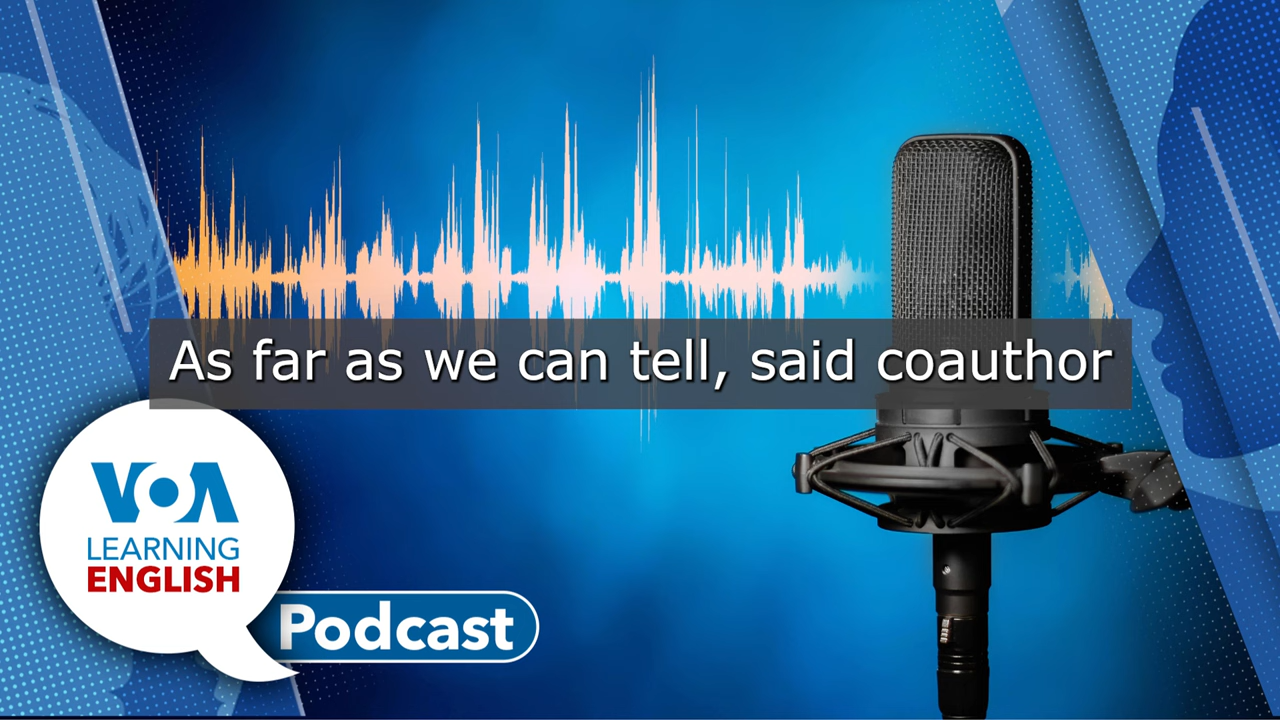 As far as we can tell, said coauthor
VOA
LEARNING
ENGLISH
Podcast